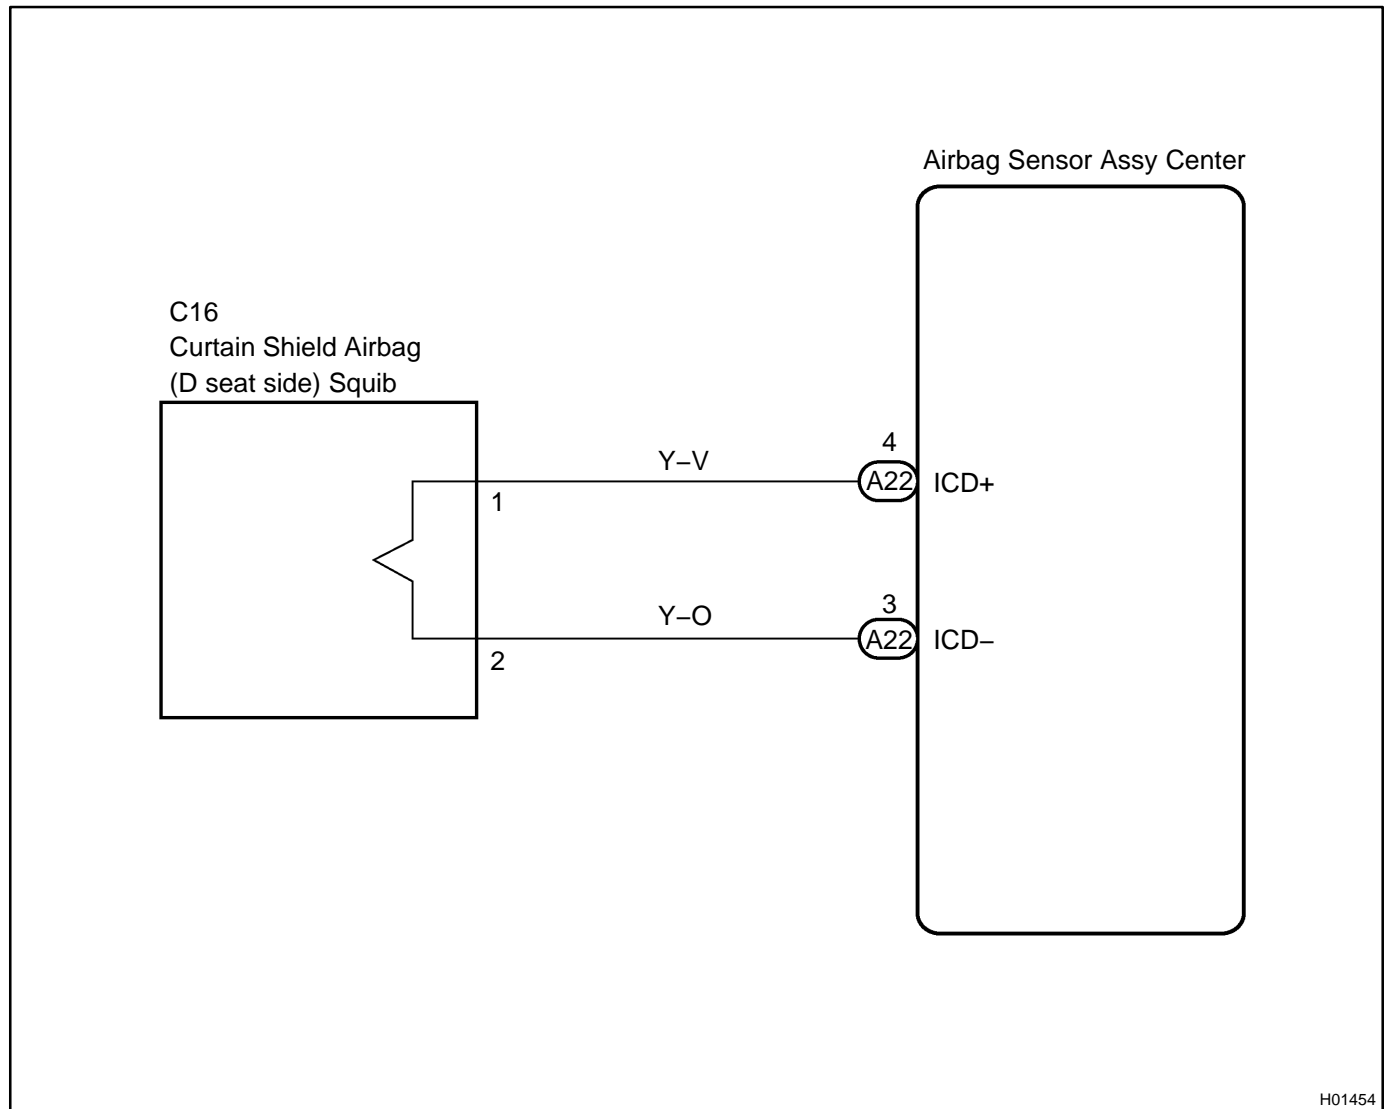 Airbag Sensor Assy Center
C16
Curtain Shield Airbag
(D seat side) Squib
4
Y–V
A22
ICD+
1
3
Y–O
A22
ICD–
2
H01454